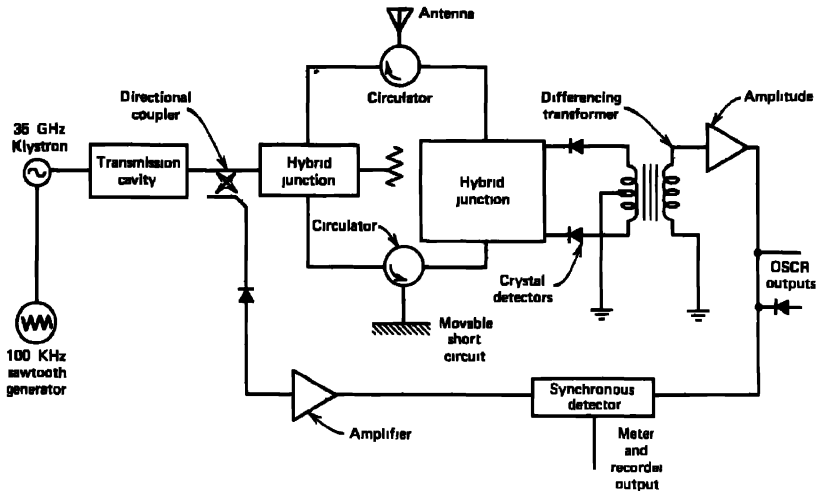 Antenna
Directional
coupler
Circulator
Differencing
transformer
Amplitude
35 GHz
Klystron
Transmission
cavity
Hybrid
junction
Hybrid
junction
Circulator
Crystal
detectors
OSCR
outputs
Movable
short
circuit
100 KHz
sawtooth
generator
Amplifier
Synchronous
detector
Meter
and
recorder
output